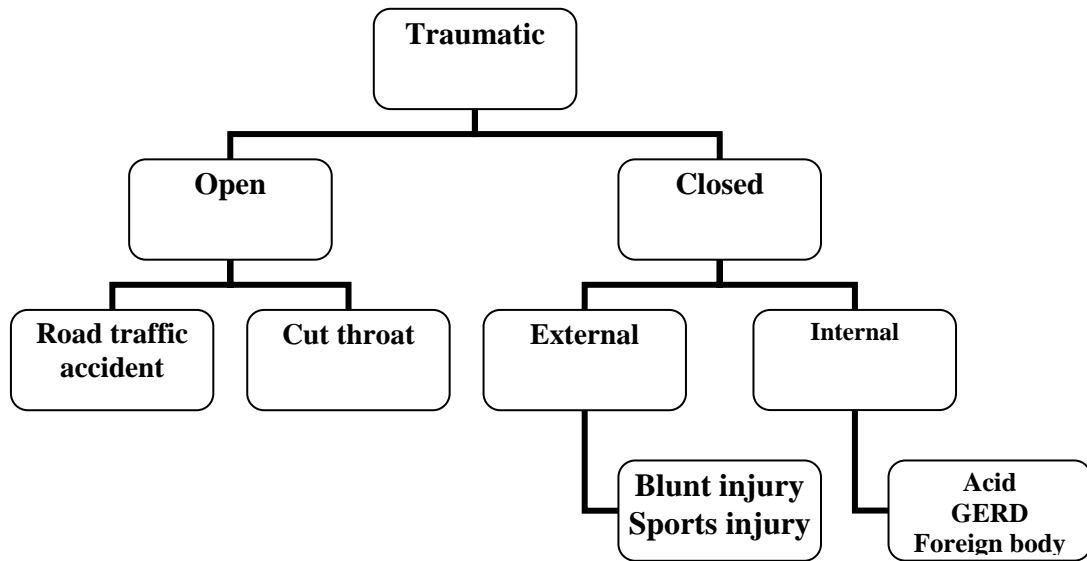 Traumatic
Open
Closed
Road traffic
accident
Cut throat
External
Internal
Blunt injury
Sports injury
Acid
GERD
Foreign body